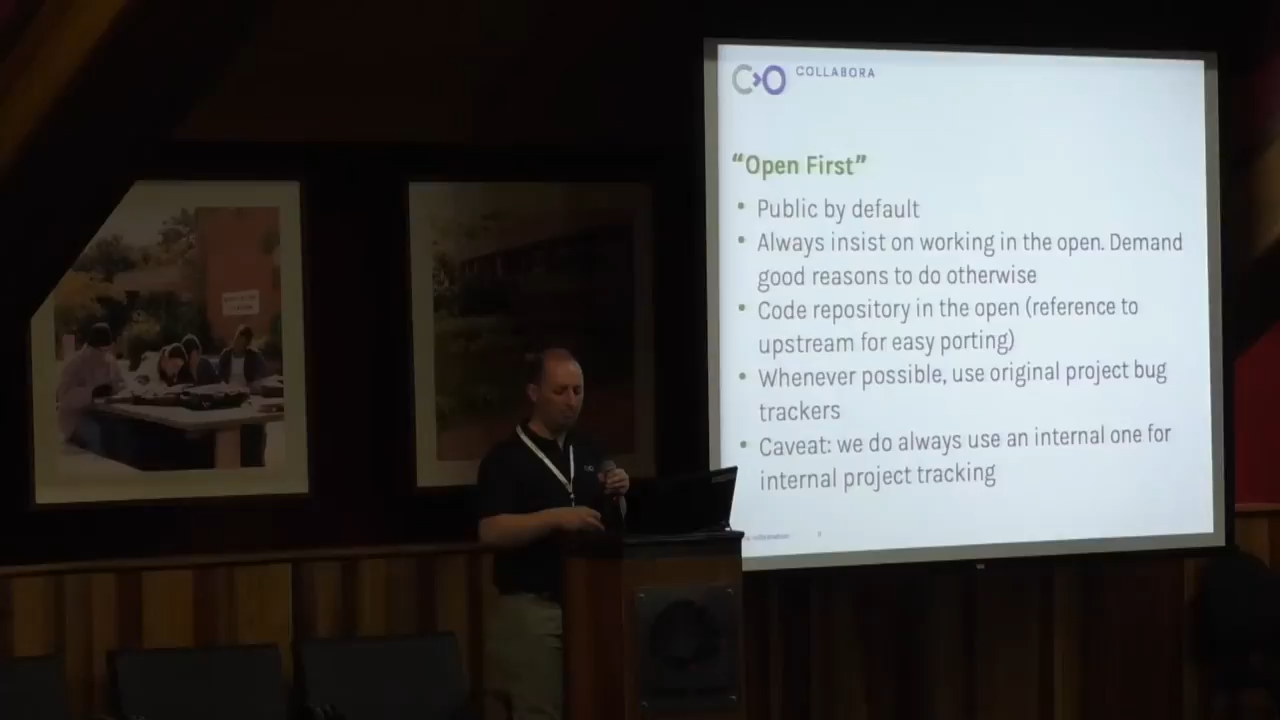 COLLABORA
“Open First”
• Public by default
• Always insist on working in the open. Demand
good reasons to do otherwise
• Code repository in the open (reference to
upstream for easy porting)
• Whenever possible, use original project bug
trackers
• Caveat: we do always use an internal one for
internal project tracking